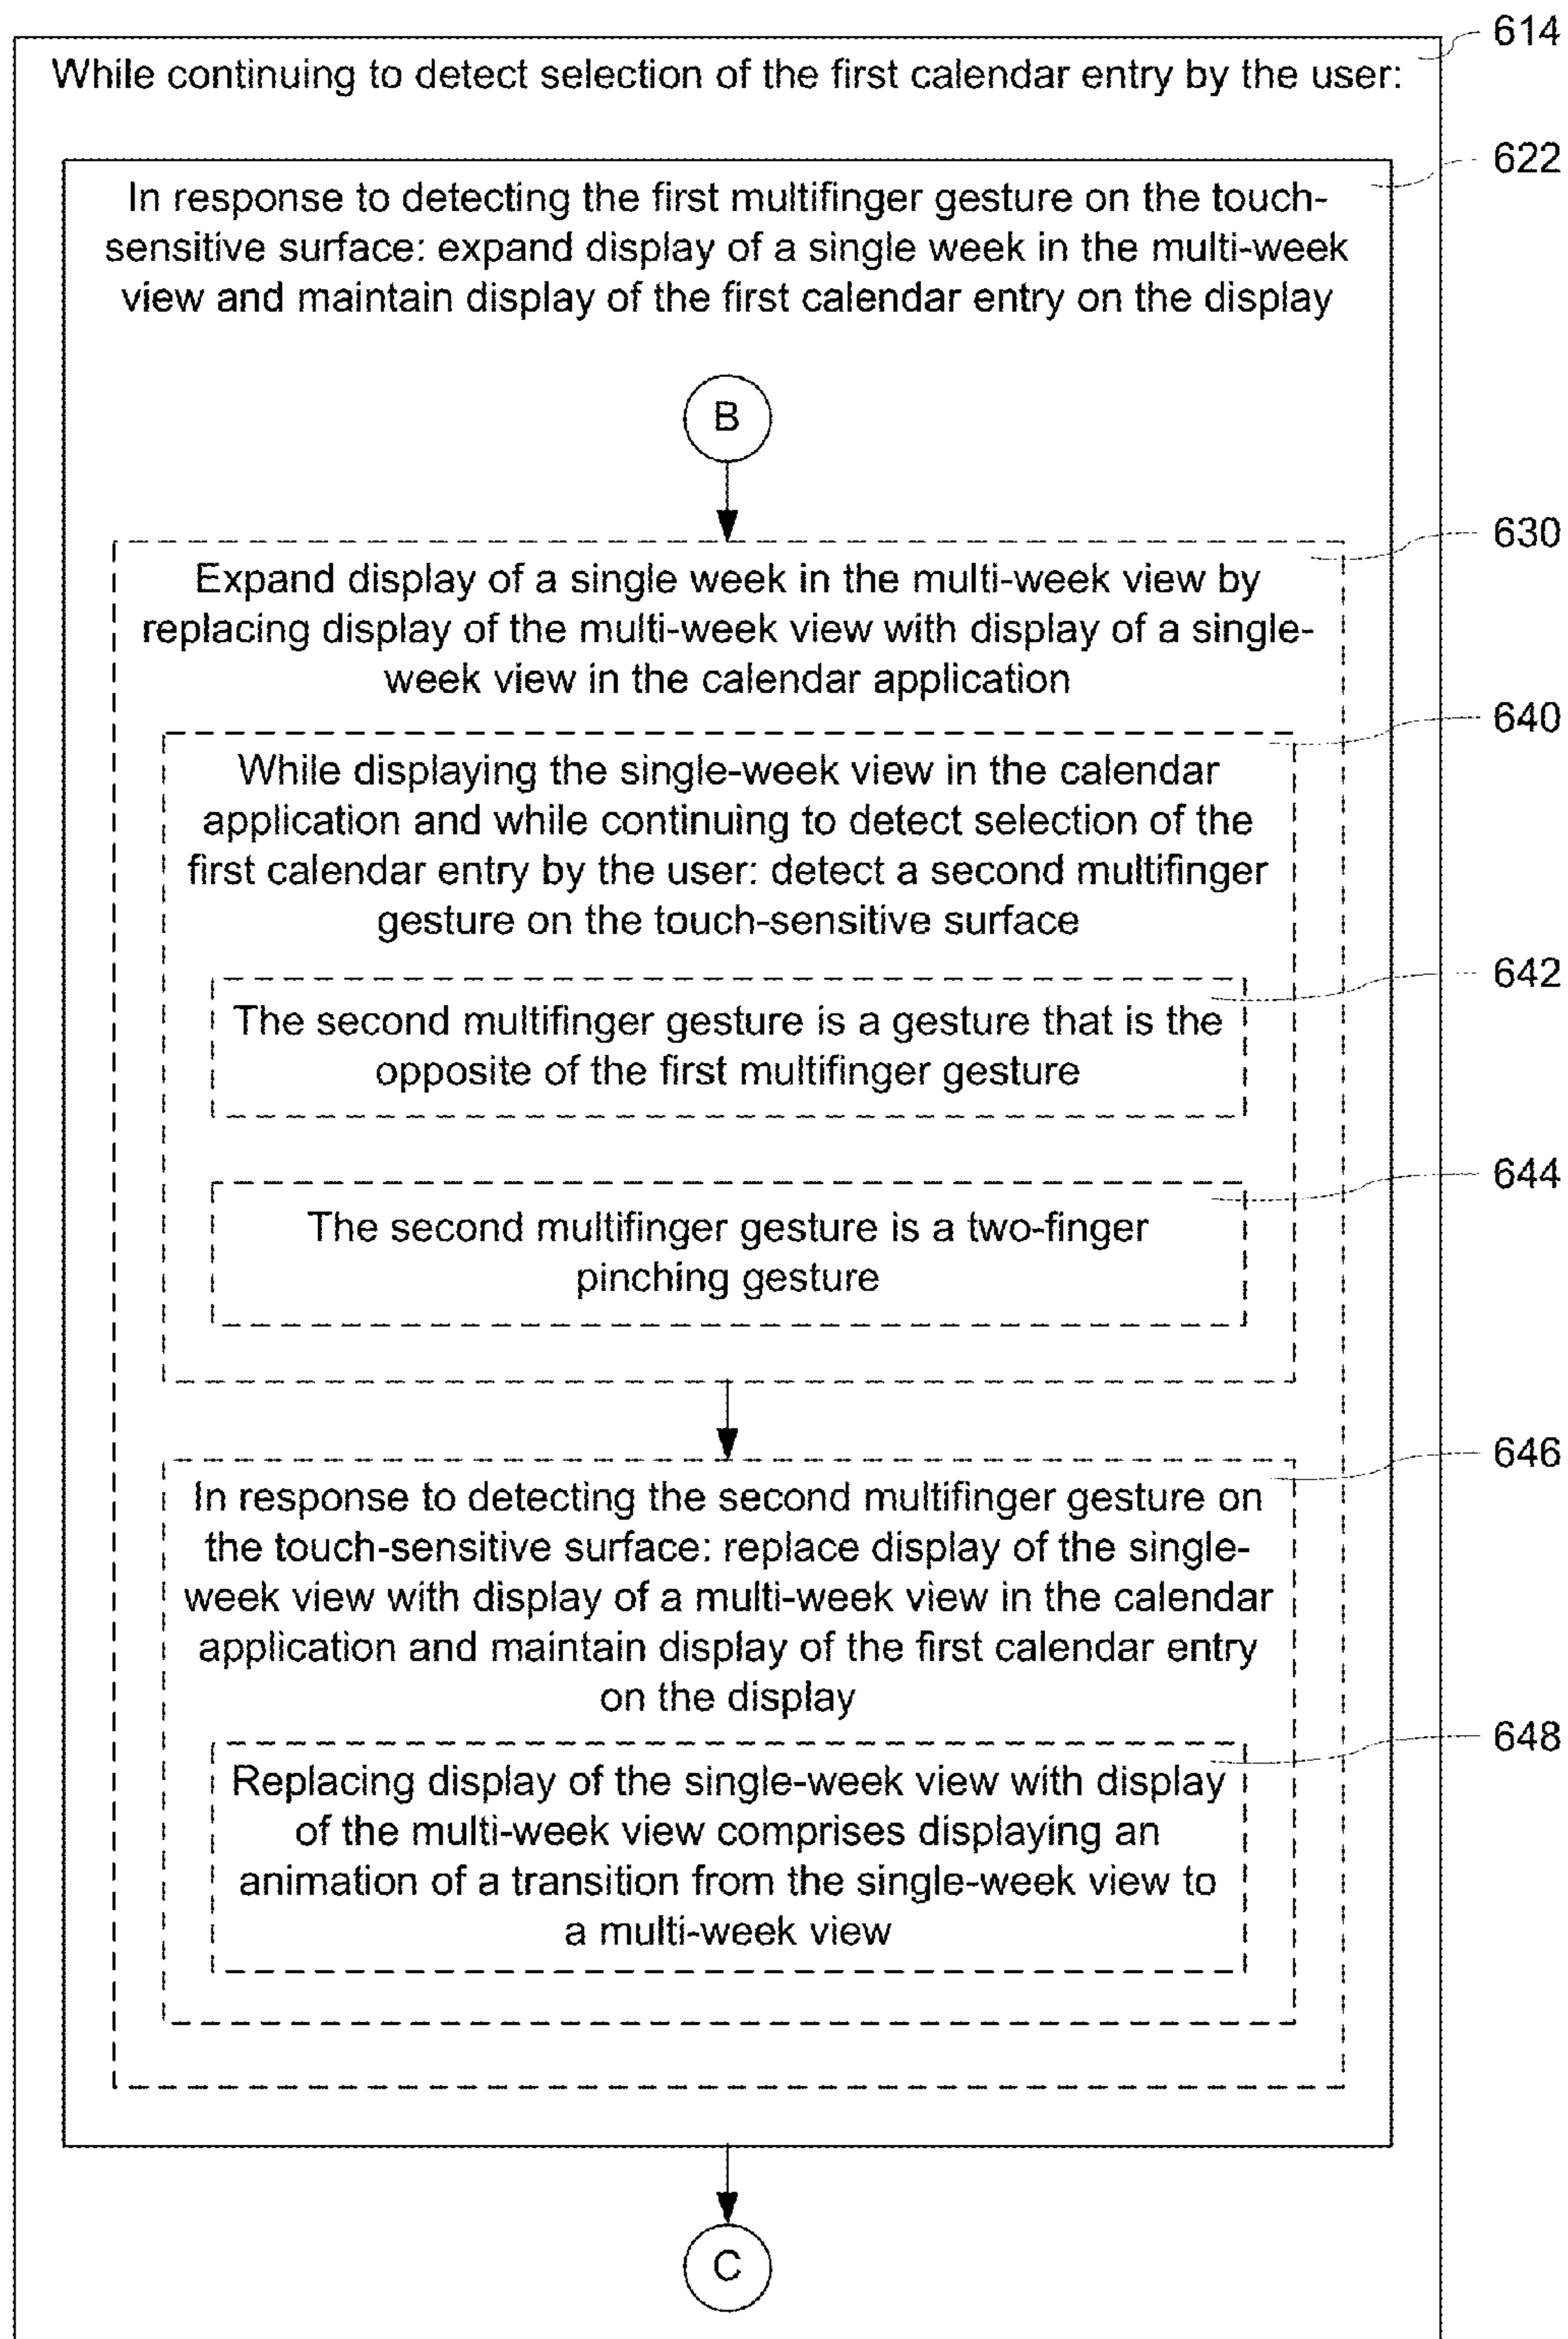 614
While continuing to detect selection of the first calendar entry by the user:
622
In response to detecting the first multifinger gesture on the touch-
sensitive surface: expand display of a single week in the multi-week
view and maintain display of the first calendar entry on the display
B
630
Expand display of a single week in the multi-week view by
replacing display of the multi-week view with display of a single-
week view in the calendar application
640
While displaying the single-week view in the calendar
application and while continuing to detect selection of the
first calendar entry by the user: detect a second multifinger
gesture on the touch-sensitive surface
642
The second multifinger gesture is a gesture that is the
opposite of the first multifinger gesture
644
The second multifinger gesture is a two-finger
pinching gesture
646
In response to detecting the second multifinger gesture on
the touch-sensitive surface: replace display of the single-
week view with display of a multi-week view in the calendar
application and maintain display of the first calendar entry
on the display
648
Replacing display of the single-week view with display
of the multi-week view comprises displaying an
animation of a transition from the single-week view to
a multi-week view
C